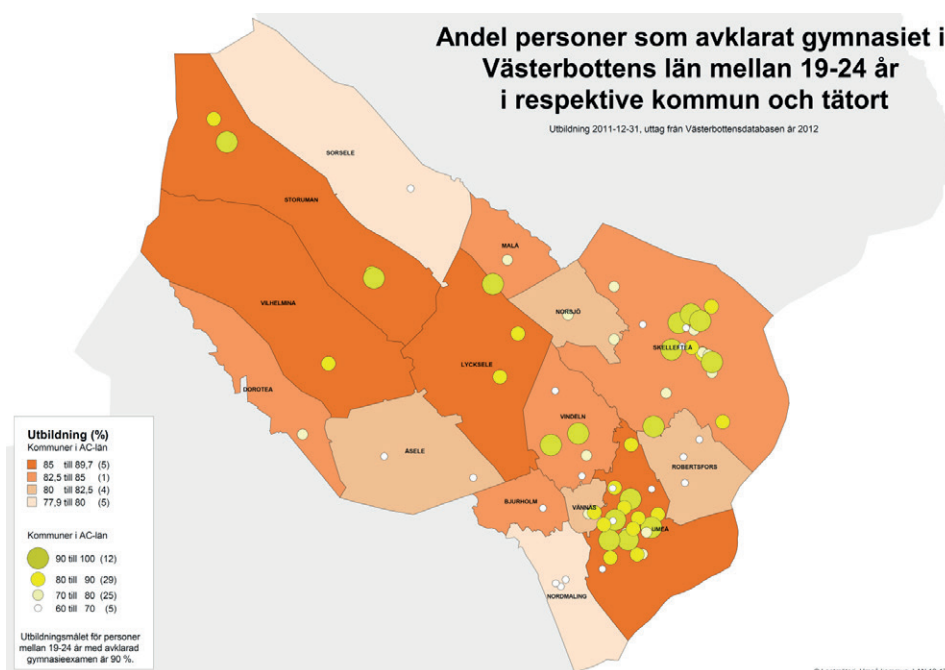 Andel personer som avklarat gymnasiet i
Västerbottens län mellan 19-24 år
i respektive kommun och tätort
Utbildning 2011-12-31, uttag från Västerbottensdatabasen år 2012
SORSELE
STORUMAN
MALÅ
VILHELMINA
NORSJÖ
SKELLEFTEÅ
LYCKSELE
DOROTEA
VINDELN
ÅSELE
ROBERTSFORS
BJURHOLM
VÄNNÄS
UMEÅ
NORDMALING
Utbildning (%)
Kommuner i AC-län
85 till 89,7 (5)
82,5 till 85 (1)
80 till 82,5 (4)
77,9 till 80 (5)
Kommuner i AC-län
90 till 100 (12)
80 till 90 (29)
70 till 80 (25)
60 till 70 (5)
Utbildningsmålet för personer
mellan 19-24 år med avklarad
gymnasieexamen är 90 %.